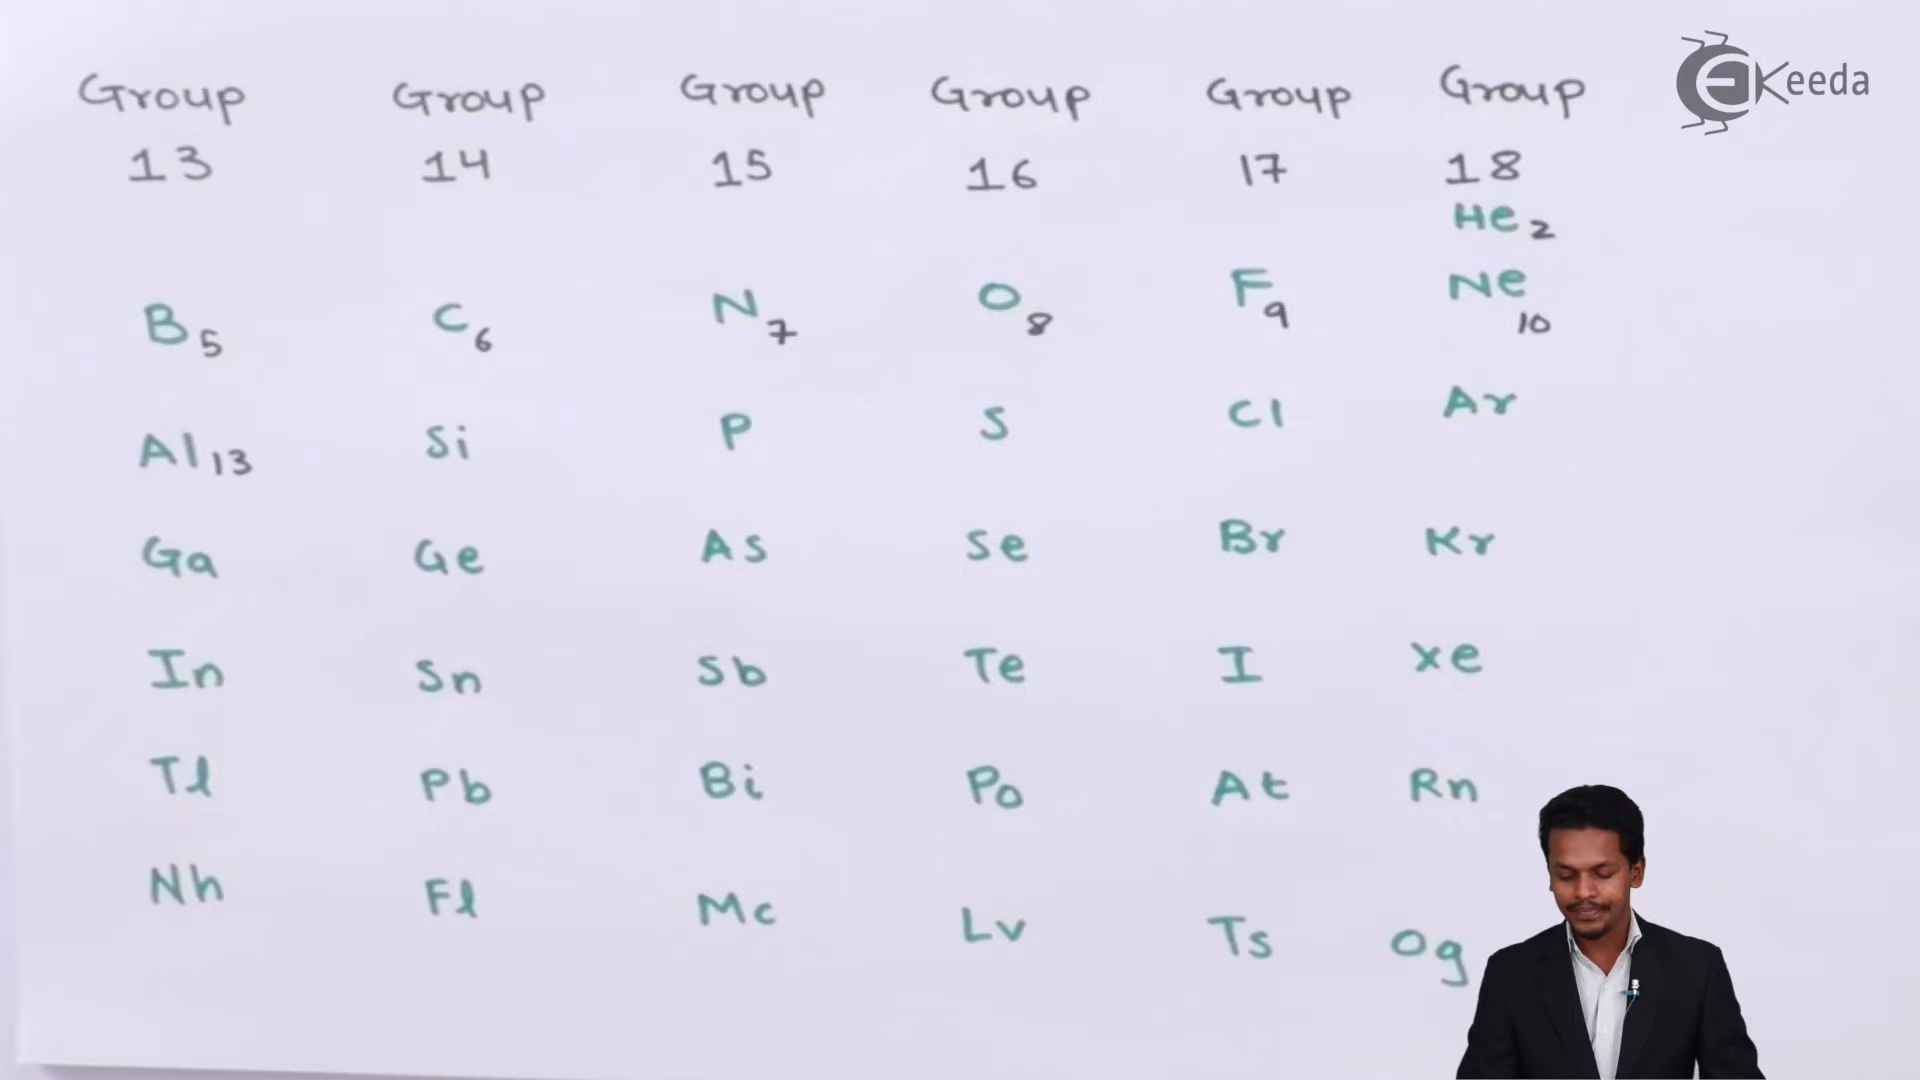 Group Group Group Group Group Group
13 14 15 16 17 18
He2
B5 C6 N7 O8 F9 Ne10
Al13 Si P S Cl Ar
Ga Ge As Se Br Kr
In Sn Sb Te I Xe
Tl Pb Bi Po At Rn
Nh Fl Mc Lv Ts Og
EKeeda